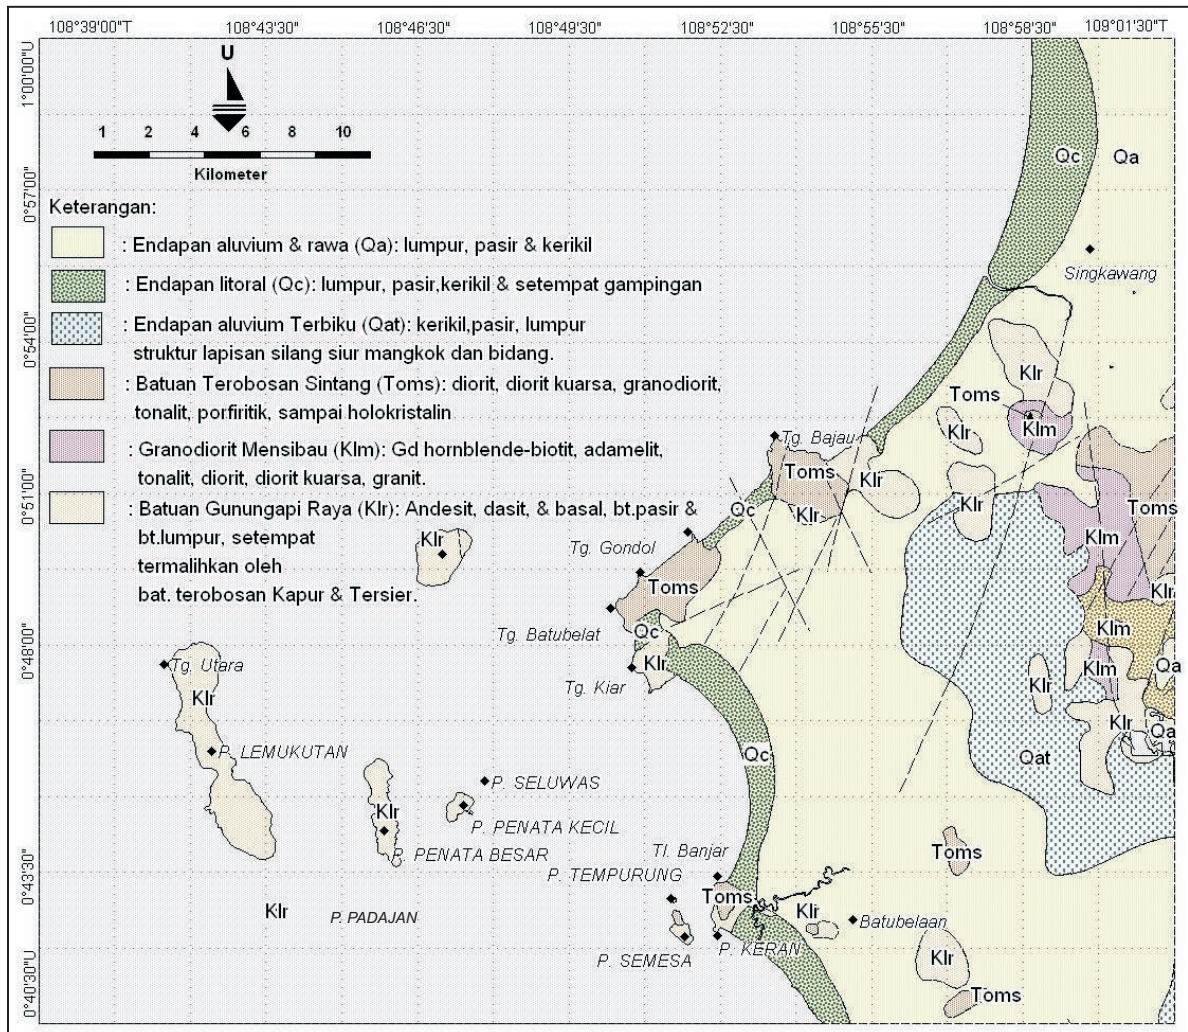 108°39'00"T 108°43'30" 108°46'30" 108°49'30" 108°52'30" 108°55'30" 108°58'30" 109°01'30"T
1°00'00"U
0°57'00"
0°54'00"
0°51'00"
0°48'00"
0°43'30"
0°40'30"U
U
1 2 4 6 8 10
Kilometer
Keterangan:
: Endapan aluvium & rawa (Qa): lumpur, pasir & kerikil
: Endapan litoral (Qc): lumpur, pasir,kerikil & setempat gampingan
: Endapan aluvium Terbiku (Qat): kerikil,pasir, lumpur
struktur lapisan silang siur mangkok dan bidang.
: Batuan Terobosan Sintang (Toms): diorit, diorit kuarsa, granodiorit,
tonalit, porfiritik, sampai holokristalin
: Granodiorit Mensibau (Klm): Gd hornblende-biotit, adamelit,
tonalit, diorit, diorit kuarsa, granit.
: Batuan Gunungapi Raya (Klr): Andesit, dasit, & basal, bt.pasir &
bt.lumpur, setempat
termalihkan oleh
bat. terobosan Kapur & Tersier.
Qc
Qa
Singkawang
Klr
Toms
Klm
Klr
Tg. Bajau
Toms
Klr
Klr
Klr
Qc
Toms
Klm
Klr
Tg. Gondol
Toms
Klr
Klm
Tg. Batubelat
Qc
Klr
Tg. Kiar
Klm
Qa
Tg. Utara
Klr
Klr
Klr
Qa
P. LEMUKUTAN
Qc
Qat
P. SELUWAS
Klr
P. PENATA KECIL
P. PENATA BESAR
Tl. Banjar
Toms
P. TEMPURUNG
Toms
Klr
P. PADAJAN
Klr
Batubelaan
P. KERAN
P. SEMESA
Klr
Toms